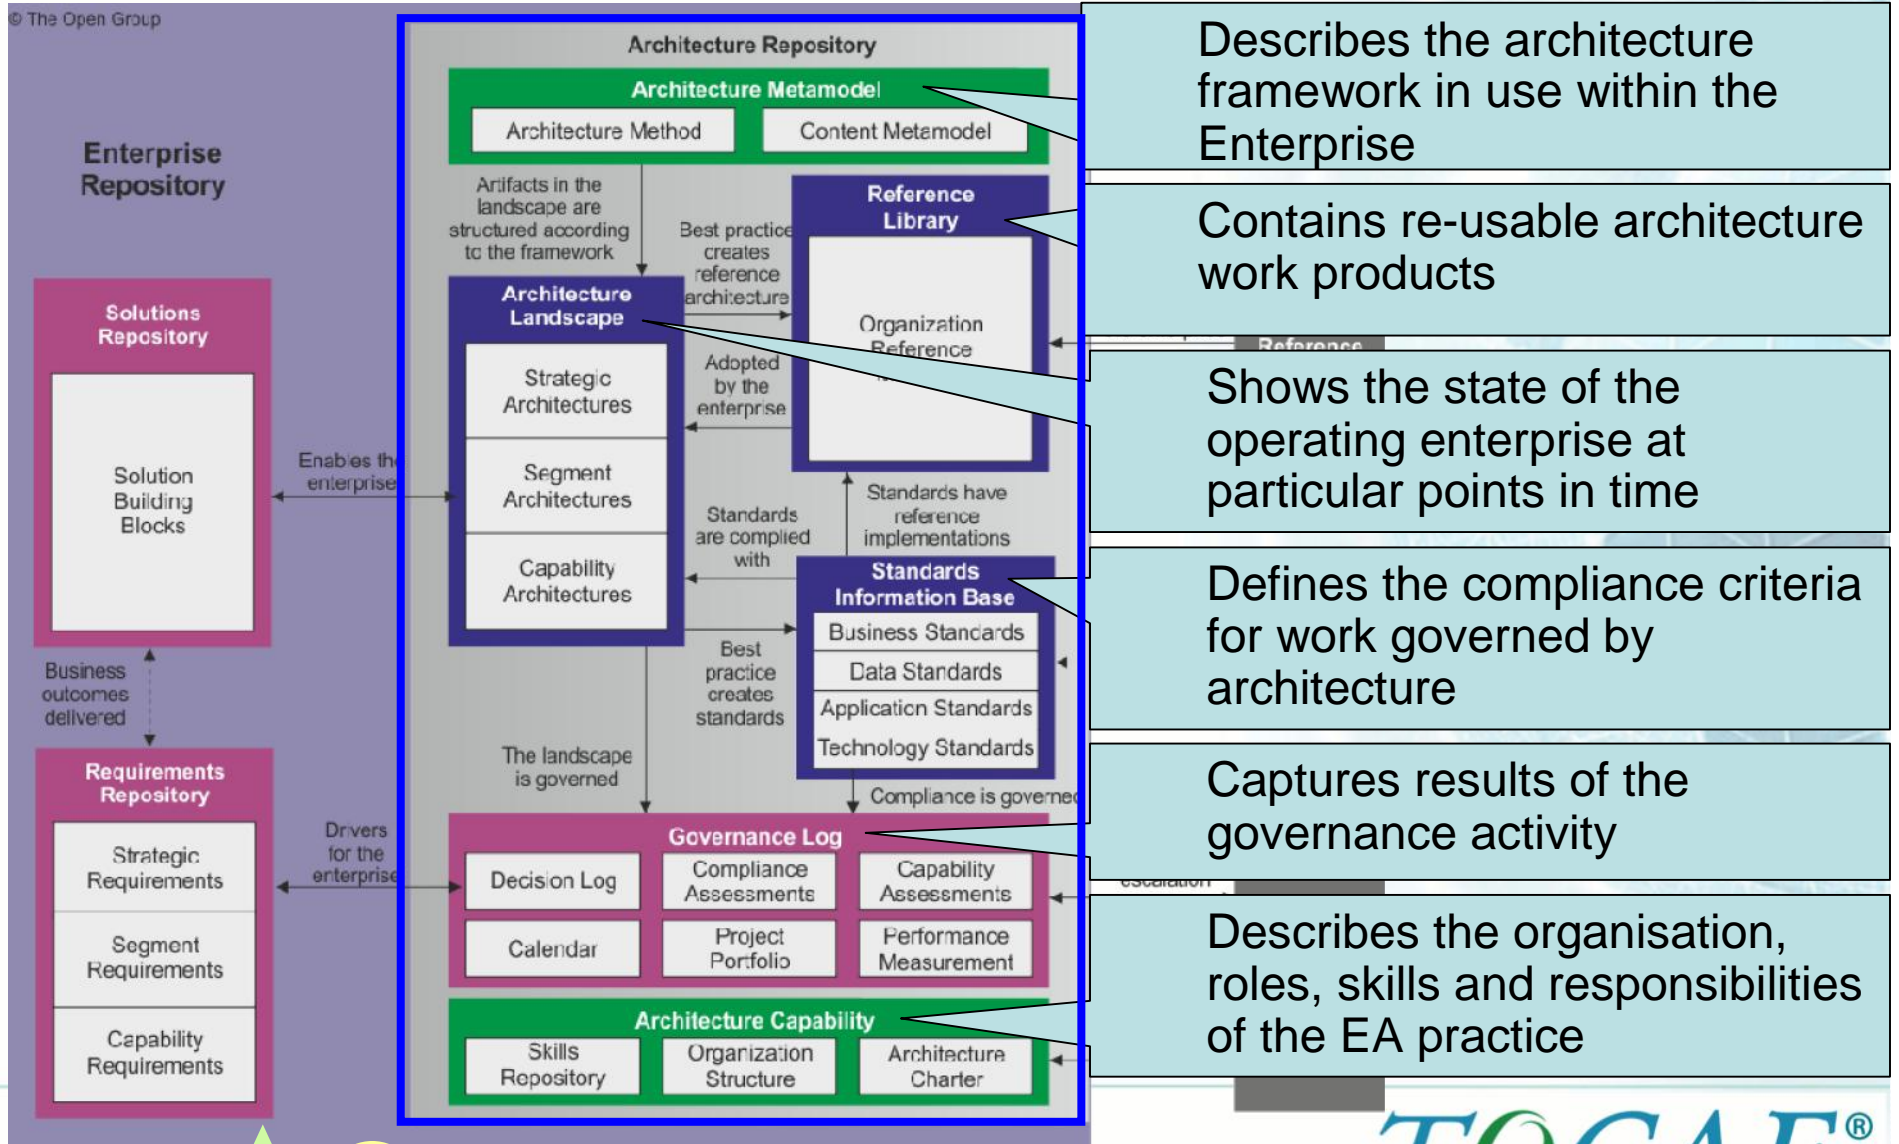 © The Open Group
Architecture Repository
Architecture Metamodel
Architecture Method
Content Metamodel
Describes the architecture
framework in use within the
Enterprise
Enterprise
Repository
Artifacts in the
landscape are
structured according
to the framework
Best practice
creates
reference
architecture
Reference
Library
Organization
Reference
Contains re-usable architecture
work products
Solutions
Repository
Solution
Building
Blocks
Enables the
enterprise
Architecture
Landscape
Strategic
Architectures
Segment
Architectures
Capability
Architectures
Adopted
by the
enterprise
Reference
Shows the state of the
operating enterprise at
particular points in time
Standards have
reference
implementations
Standards
are complied
with
Standards
Information Base
Business Standards
Data Standards
Application Standards
Technology Standards
Defines the compliance criteria
for work governed by
architecture
Best
practice
creates
standards
Business
outcomes
delivered
The landscape
is governed
Compliance is governed
Captures results of the
governance activity
Requirements
Repository
Strategic
Requirements
Segment
Requirements
Capability
Requirements
Drivers
for the
enterprise
Governance Log
Decision Log
Compliance
Assessments
Capability
Assessments
Calendar
Project
Portfolio
Performance
Measurement
escalation
Describes the organisation,
roles, skills and responsibilities
of the EA practice
Architecture Capability
Skills
Repository
Organization
Structure
Architecture
Charter
TOGAF®